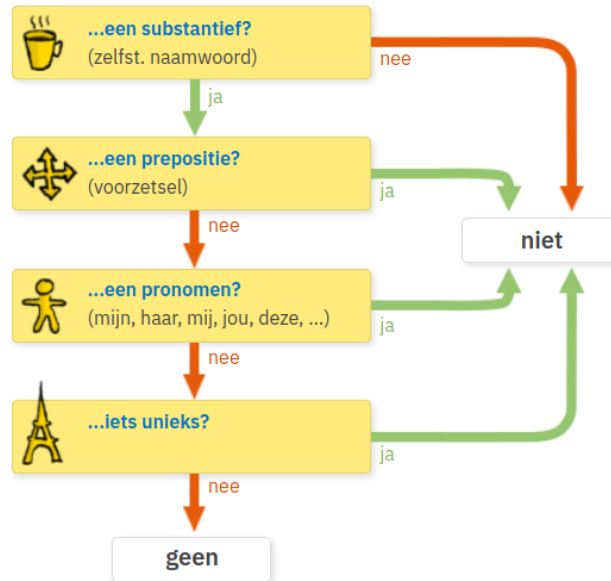 ...een substantief?
(zelfst. naamwoord)
nee
ja
...een prepositie?
(voorzetsel)
ja
nee
niet
...een pronomen?
(mijn, haar, mij, jou, deze, ...)
ja
nee
...iets unieks?
ja
nee
geen